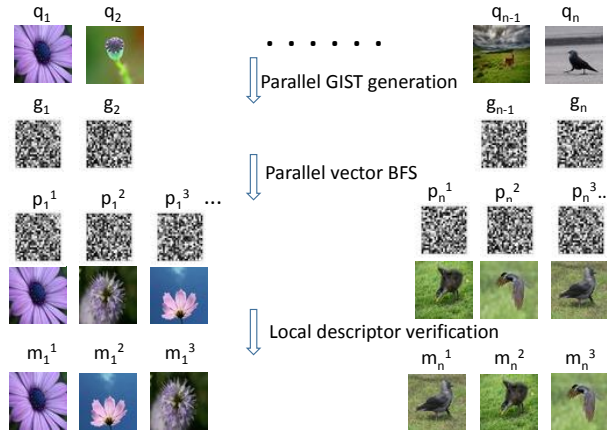 q1 q2 qn-1 qn
. . . . . .
Parallel GIST generation
g1 g2 gn-1 gn
Parallel vector BFS
p1^1 p1^2 p1^3 ... pn^1 pn^2 pn^3 ..
Local descriptor verification
m1^1 m1^2 m1^3 mn^1 mn^2 mn^3